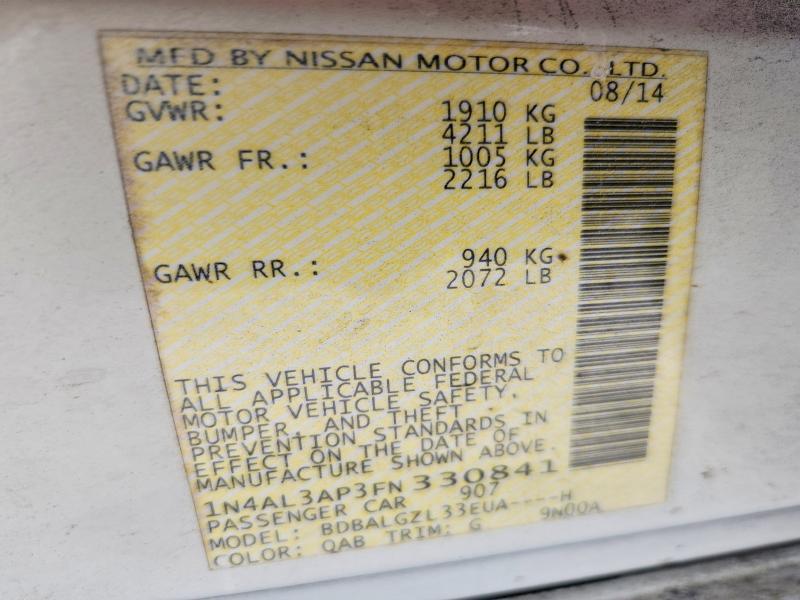 MFD BY NISSAN MOTOR CO., LTD.
DATE: 08/14
GVWR: 1910 KG
4211 LB
GAWR FR.: 1005 KG
2216 LB
GAWR RR.: 940 KG
2072 LB
THIS VEHICLE CONFORMS TO
ALL APPLICABLE FEDERAL
MOTOR VEHICLE SAFETY,
BUMPER, AND THEFT
PREVENTION STANDARDS IN
EFFECT ON THE DATE OF
MANUFACTURE SHOWN ABOVE.
1N4AL3AP3FN330841
PASSENGER CAR 907
MODEL: BDBALGZL33EUA----H
COLOR: QAB TRIM: G 9N00A